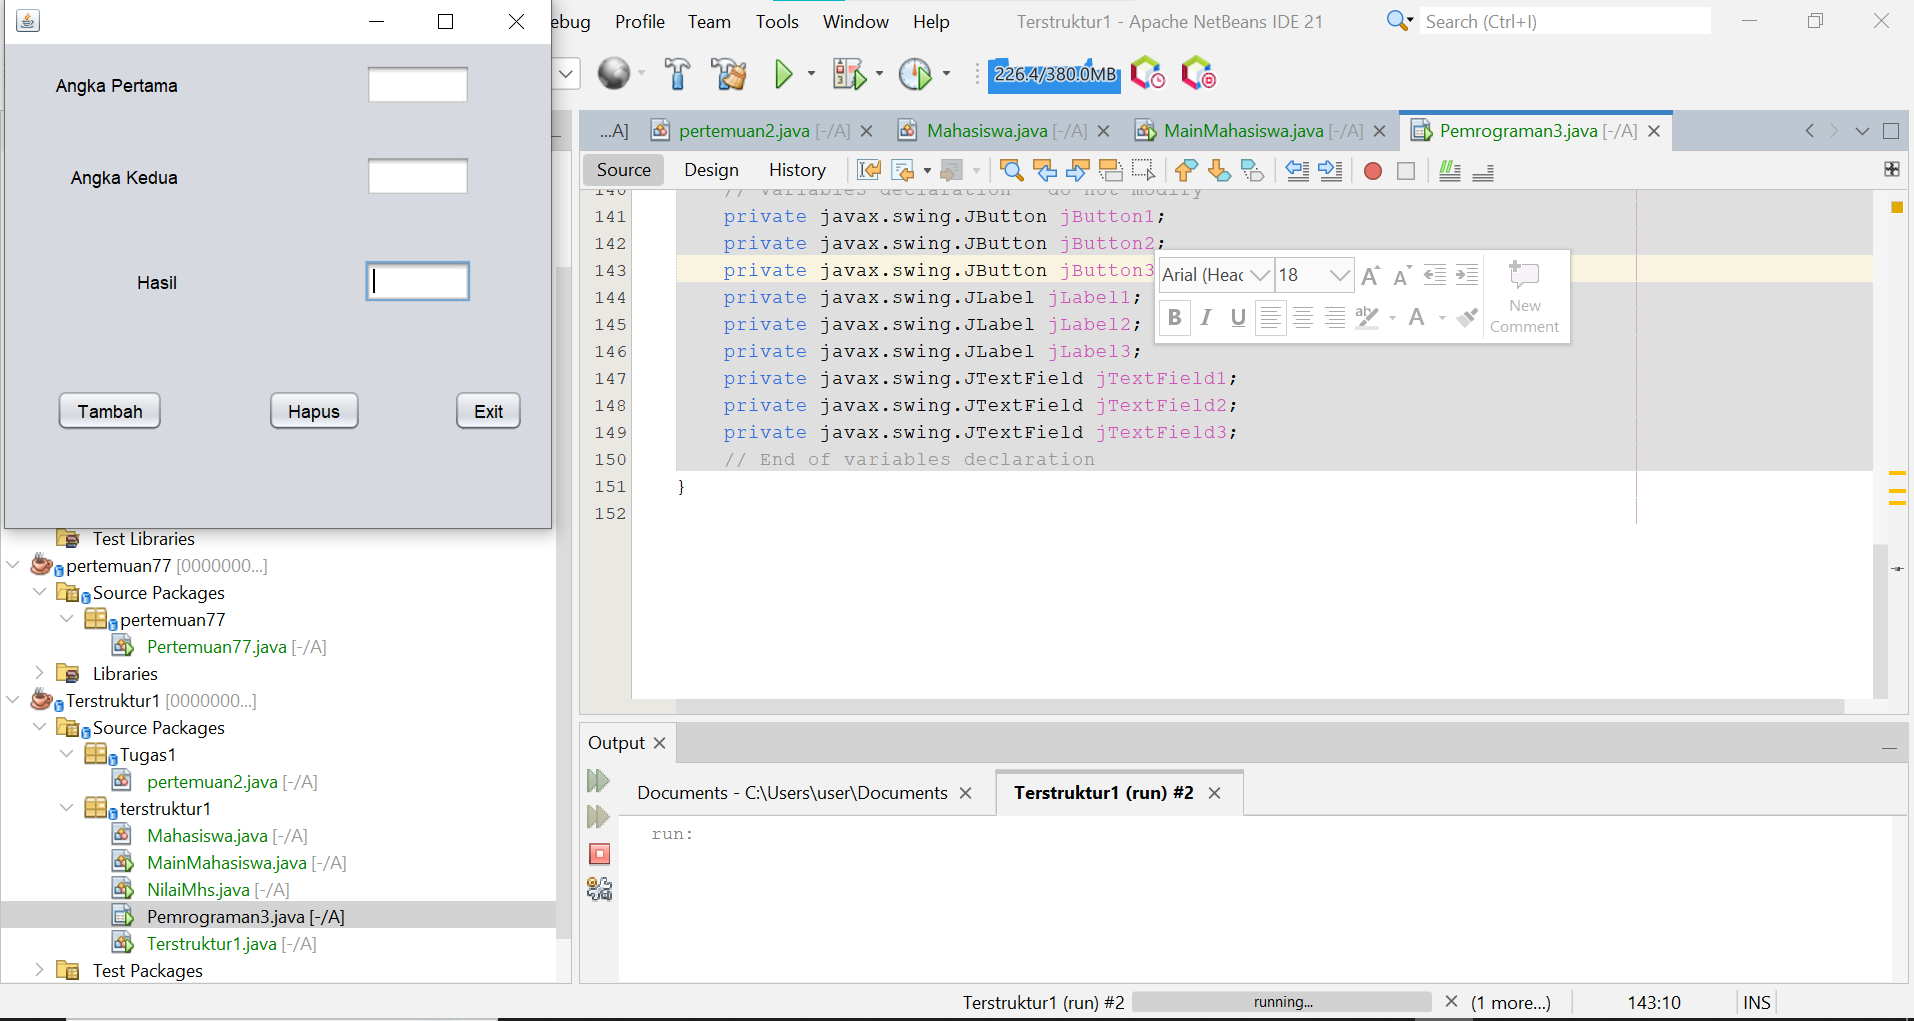 ebug Profile Team Tools Window Help Terstruktur1 - Apache NetBeans IDE 21 Search (Ctrl+I)
226.4/380.0MB
Angka Pertama
Angka Kedua
Hasil
Tambah Hapus Exit
...A] pertemuan2.java [-/A] Mahasiswa.java [-/A] MainMahasiswa.java [-/A] Pemrograman3.java [-/A]
Source Design History
140 // Variables declaration - do not modify
141 private javax.swing.JButton jButton1;
142 private javax.swing.JButton jButton2;
143 private javax.swing.JButton jButton3
144 private javax.swing.JLabel jLabel1;
145 private javax.swing.JLabel jLabel2;
146 private javax.swing.JLabel jLabel3;
147 private javax.swing.JTextField jTextField1;
148 private javax.swing.JTextField jTextField2;
149 private javax.swing.JTextField jTextField3;
150 // End of variables declaration
151 }
152
Arial (Head 18 A A
B I U ab A
New
Comment
Test Libraries
pertemuan77 [0000000...]
Source Packages
pertemuan77
Pertemuan77.java [-/A]
Libraries
Terstruktur1 [0000000...]
Source Packages
Tugas1
pertemuan2.java [-/A]
terstruktur1
Mahasiswa.java [-/A]
MainMahasiswa.java [-/A]
NilaiMhs.java [-/A]
Pemrograman3.java [-/A]
Terstruktur1.java [-/A]
Test Packages
Output
Documents - C:\Users\user\Documents Terstruktur1 (run) #2
run:
Terstruktur1 (run) #2 running... (1 more...) 143:10 INS